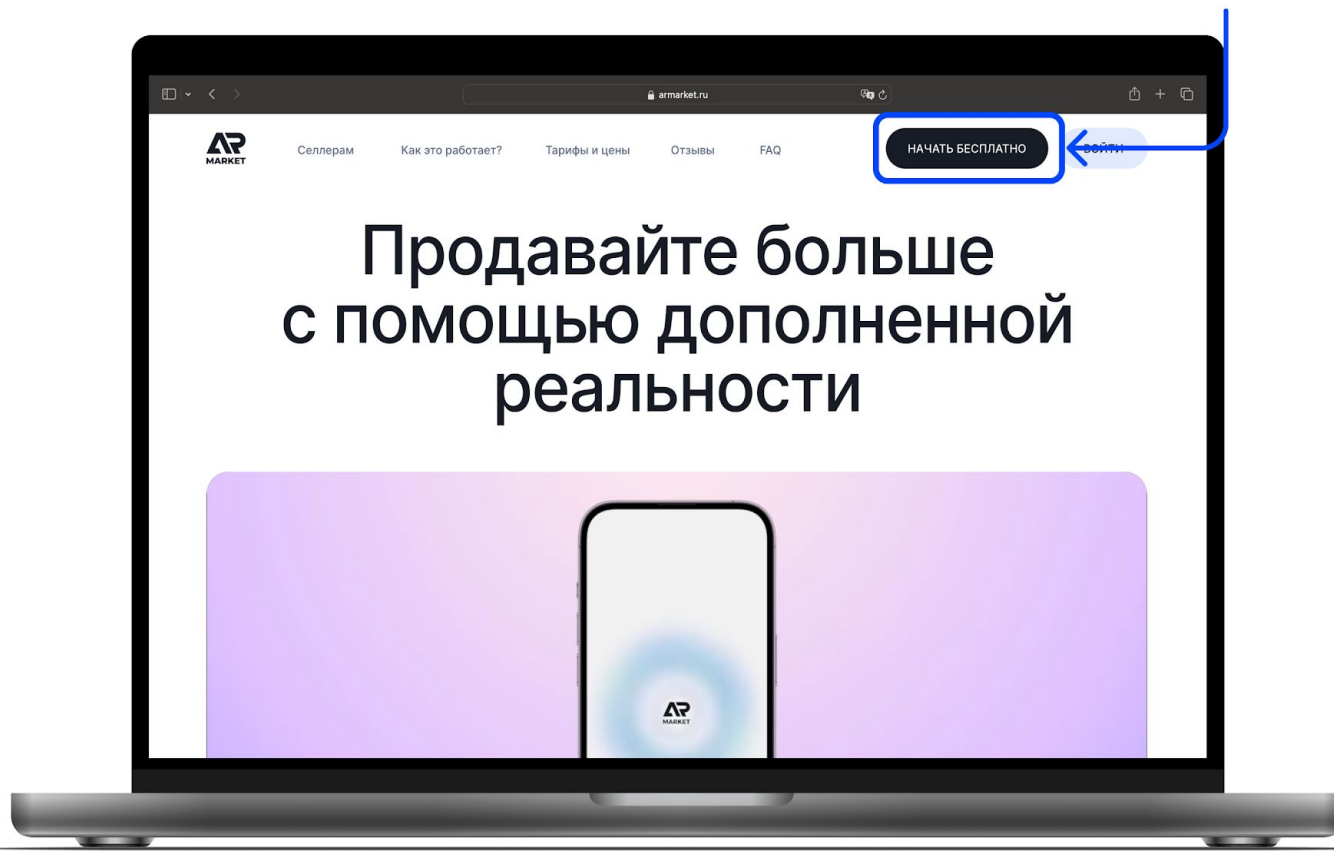 armarket.ru
AR
MARKET
Селлерам
Как это работает?
Тарифы и цены
Отзывы
FAQ
НАЧАТЬ БЕСПЛАТНО
ВОЙТИ
Продавайте больше
с помощью дополненной
реальности
AR
MARKET